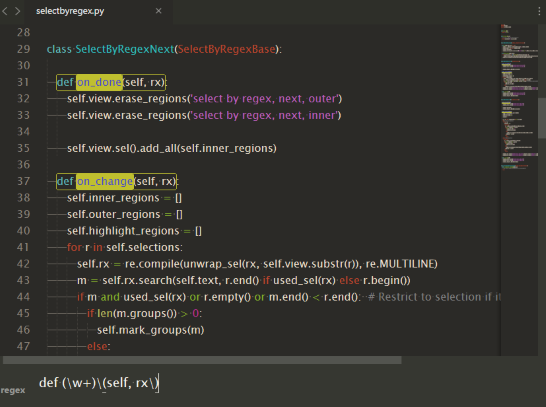 selectbyregex.py
28
29 class SelectByRegexNext(SelectByRegexBase):
30
31 def on_done(self, rx):
32 self.view.erase_regions('select by regex, next, outer')
33 self.view.erase_regions('select by regex, next, inner')
34
35 self.view.sel().add_all(self.inner_regions)
36
37 def on_change(self, rx):
38 self.inner_regions = []
39 self.outer_regions = []
40 self.highlight_regions = []
41 for r in self.selections:
42 self.rx = re.compile(unwrap_sel(rx, self.view.substr(r)), re.MULTILINE)
43 m = self.rx.search(self.text, r.end() if used_sel(rx) else r.begin())
44 if m and used_sel(rx) or r.empty() or m.end() < r.end(): # Restrict to selection if it
45 if len(m.groups()) > 0:
46 self.mark_groups(m)
47 else:
regex def (\w+)\(self, rx\)